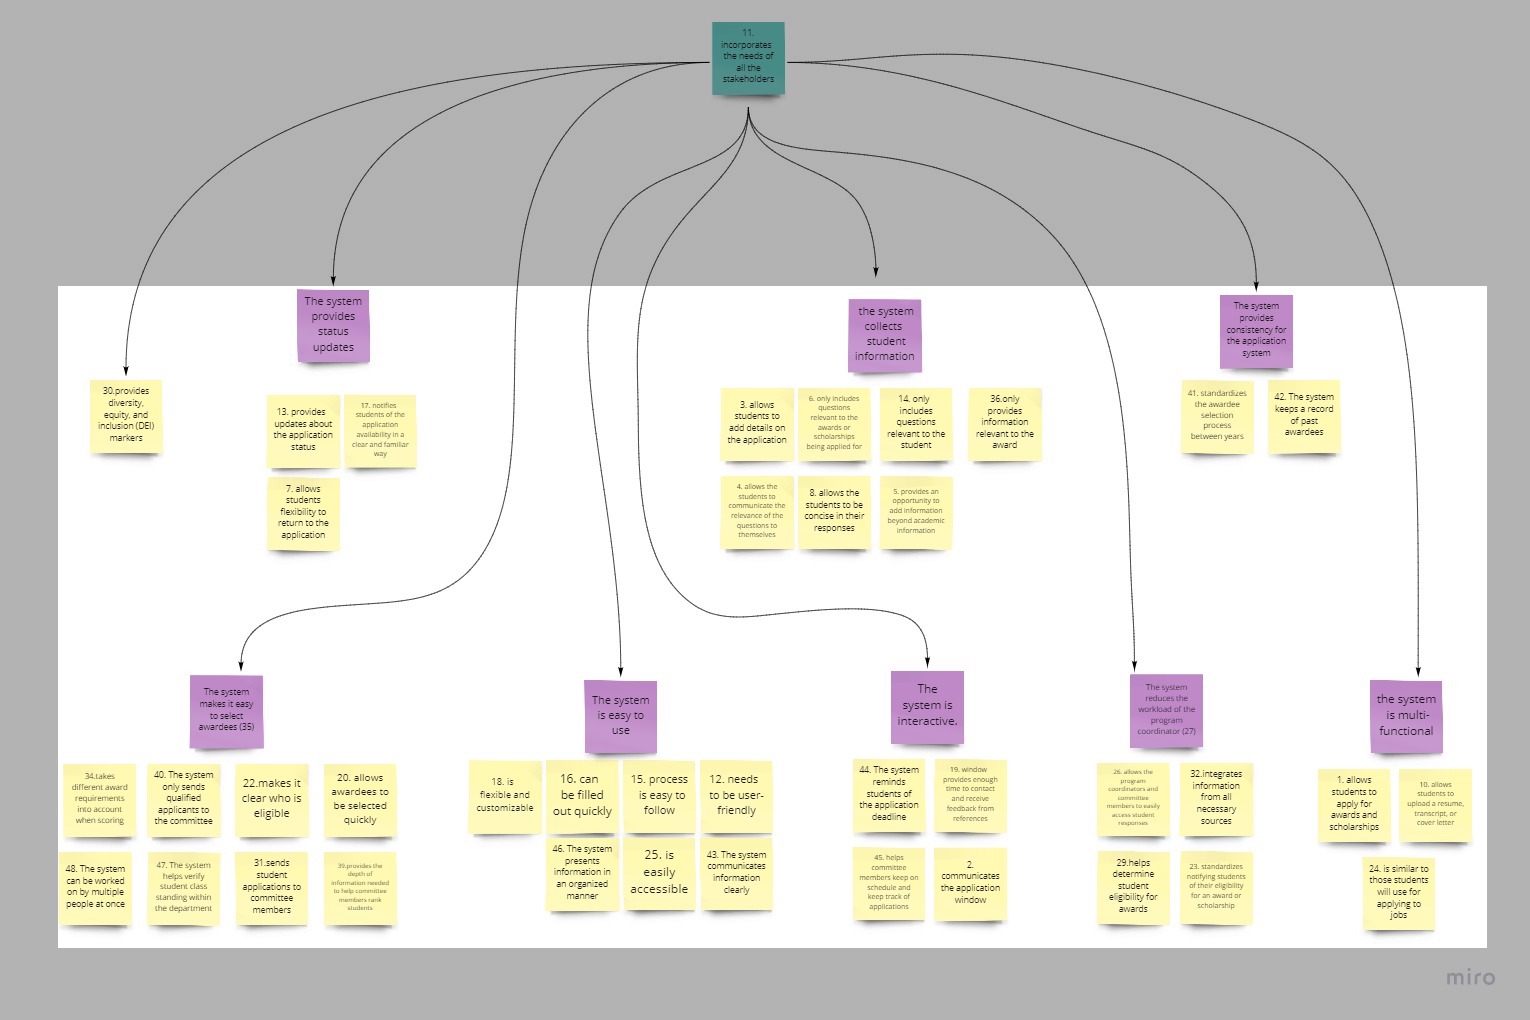 11.
incorporates
the needs of
all the
stakeholders
The system
provides
status
updates
the system
collects
student
information
The system
provides
consistency for
the application
system
30.provides
diversity,
equity, and
inclusion (DEI)
markers
13. provides
updates about
the application
status
17. notifies
students of the
application
availability in a
clear and familiar
way
7. allows
students
flexibility to
return to the
application
3. allows
students to
add details on
the application
6. only includes
questions
relevant to the
awards or
scholarships
being applied for
14. only
includes
questions
relevant to the
student
36.only
provides
information
relevant to the
award
4. allows the
students to
communicate the
relevance of the
questions to
themselves
8. allows the
students to be
concise in their
responses
5. provides an
opportunity to
add information
beyond academic
information
41. standardizes
the awardee
selection
process
between years
42. The system
keeps a record
of past
awardees
The system
makes it easy
to select
awardees (35)
The system
is easy to
use
The
system is
interactive.
The system
reduces the
workload of the
program
coordinator (27)
the system
is multi-
functional
34.takes
different award
requirements
into account
when scoring
40. The system
only sends
qualified
applicants to
the committee
22.makes it
clear who is
eligible
20. allows
awardees to
be selected
quickly
48. The system
can be worked
on by multiple
people at once
47. The system
helps verify
student class
standing within
the department
31.sends
student
applications to
committee
members
39.provides the
depth of
information needed
to help committee
members rank
students
18. is
flexible and
customizable
16. can
be filled
out quickly
15. process
is easy to
follow
12. needs
to be user-
friendly
46. The system
presents
information in
an organized
manner
25. is
easily
accessible
43. The system
communicates
information
clearly
44. The system
reminds
students of
the application
deadline
19. window
provides enough
time to contact
and receive
feedback from
references
45. helps
committee
members keep on
schedule and
keep track of
applications
2.
communicates
the application
window
26. allows the
program
coordinators and
committee
members to easily
access student
responses
32.integrates
information
from all
necessary
sources
29.helps
determine
student
eligibility for
awards
23. standardizes
notifying students
of their eligibility
for an award or
scholarship
1. allows
students to
apply for
awards and
scholarships
10. allows
students to
upload a resume,
transcript, or
cover letter
24. is similar to
those students
will use for
applying to
jobs
miro